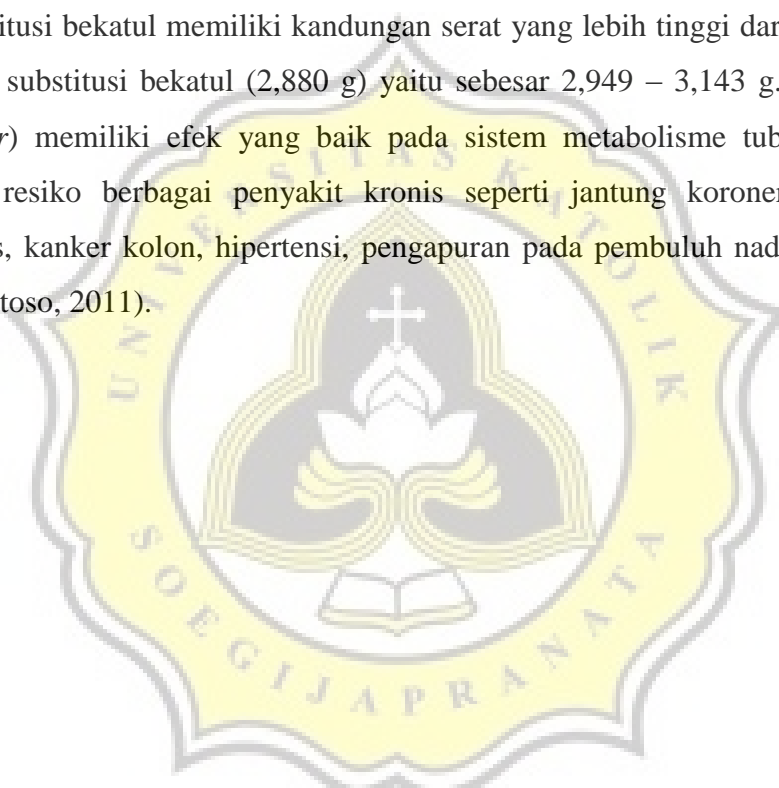 itusi bekatul memiliki kandungan serat yang lebih tinggi dar
substitusi bekatul (2,880 g) yaitu sebesar 2,949 – 3,143 g.
r) memiliki efek yang baik pada sistem metabolisme tub
resiko berbagai penyakit kronis seperti jantung koroner
s, kanker kolon, hipertensi, pengapuran pada pembuluh nad
toso, 2011).
UNIVERSITAS KATOLIK
SOEGIJAPRANATA